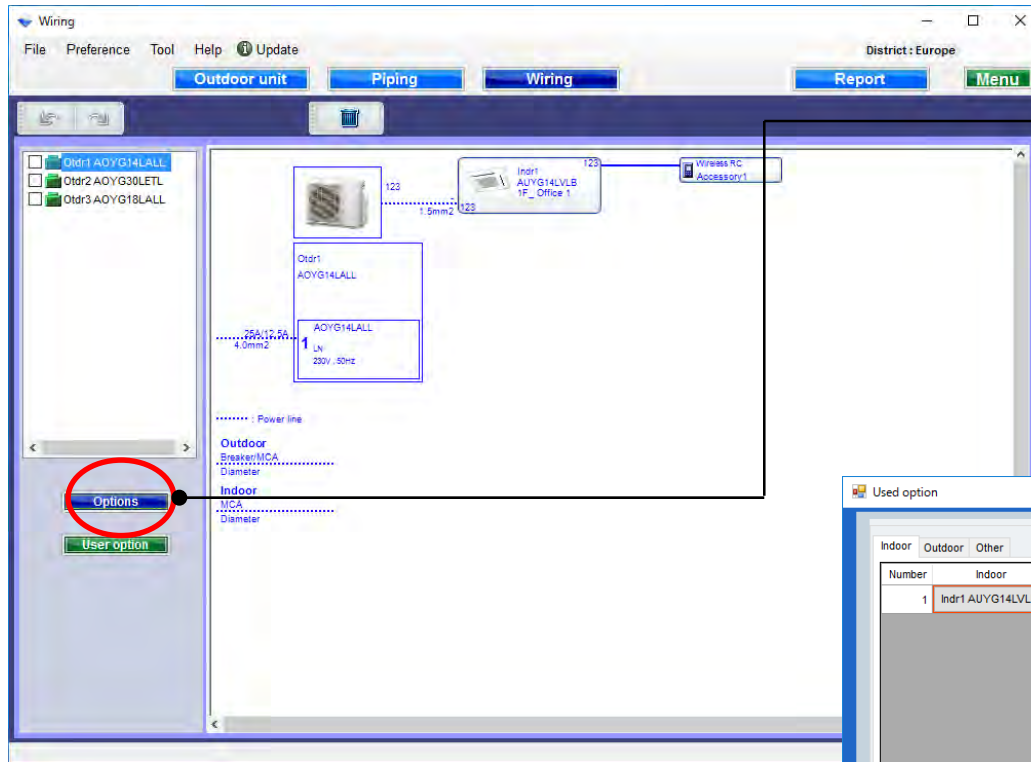 Wiring
File Preference Tool Help Update
District : Europe
Outdoor unit Piping Wiring Report Menu
Otdr1 AOYG14LALL
Otdr2 AOYG30LETL
Otdr3 AOYG18LALL
123
1.5mm2
123
Indr1
AUYG14LVLB
1F_ Office 1
123
Wireless RC
Accessory1
Otdr1
AOYG14LALL
25A/12.5A
4.0mm2
1
AOYG14LALL
LN
230V , 50Hz
: Power line
Outdoor
Breaker/MCA
Diameter
Indoor
MCA
Diameter
Options
User option
Used option
Indoor Outdoor Other
Number Indoor
1 Indr1 AUYG14LVL